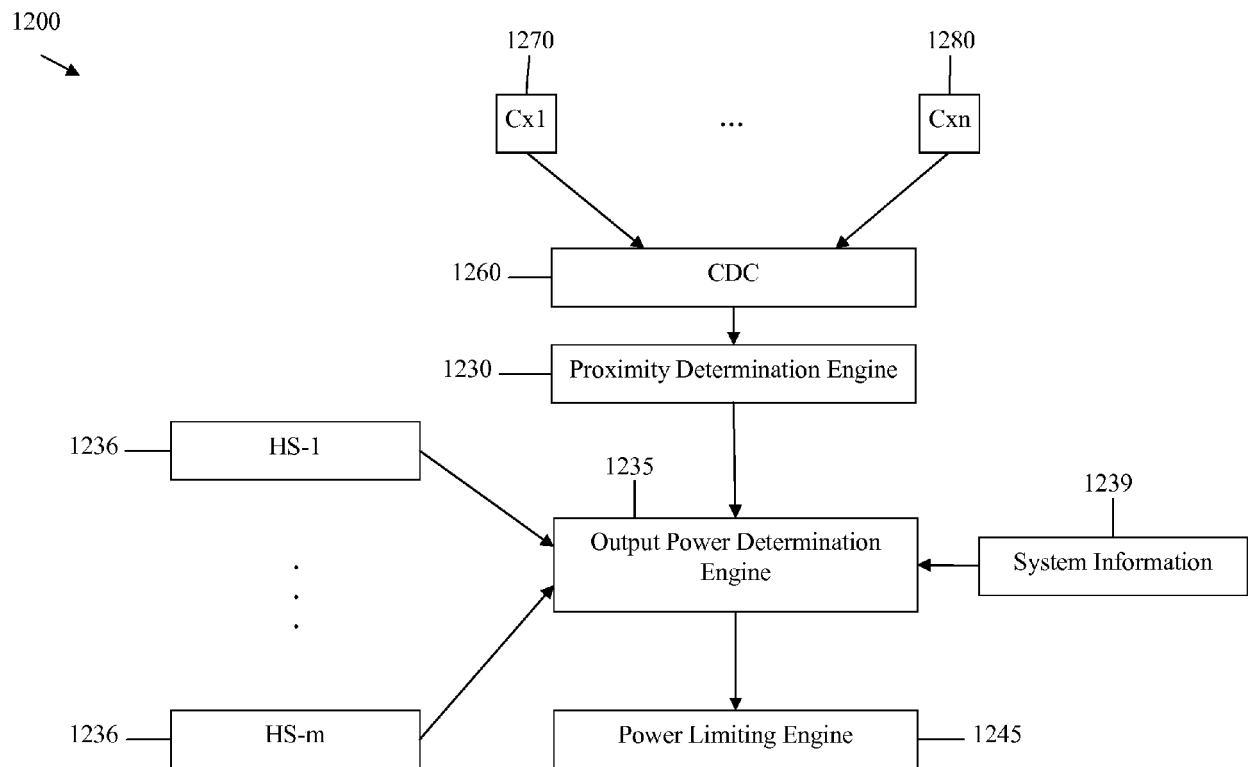 1200
1270
1280
Cx1
...
Cxn
1260
CDC
1230
Proximity Determination Engine
1236
HS-1
1235
1239
Output Power Determination
Engine
System Information
.
.
.
1236
HS-m
Power Limiting Engine
1245